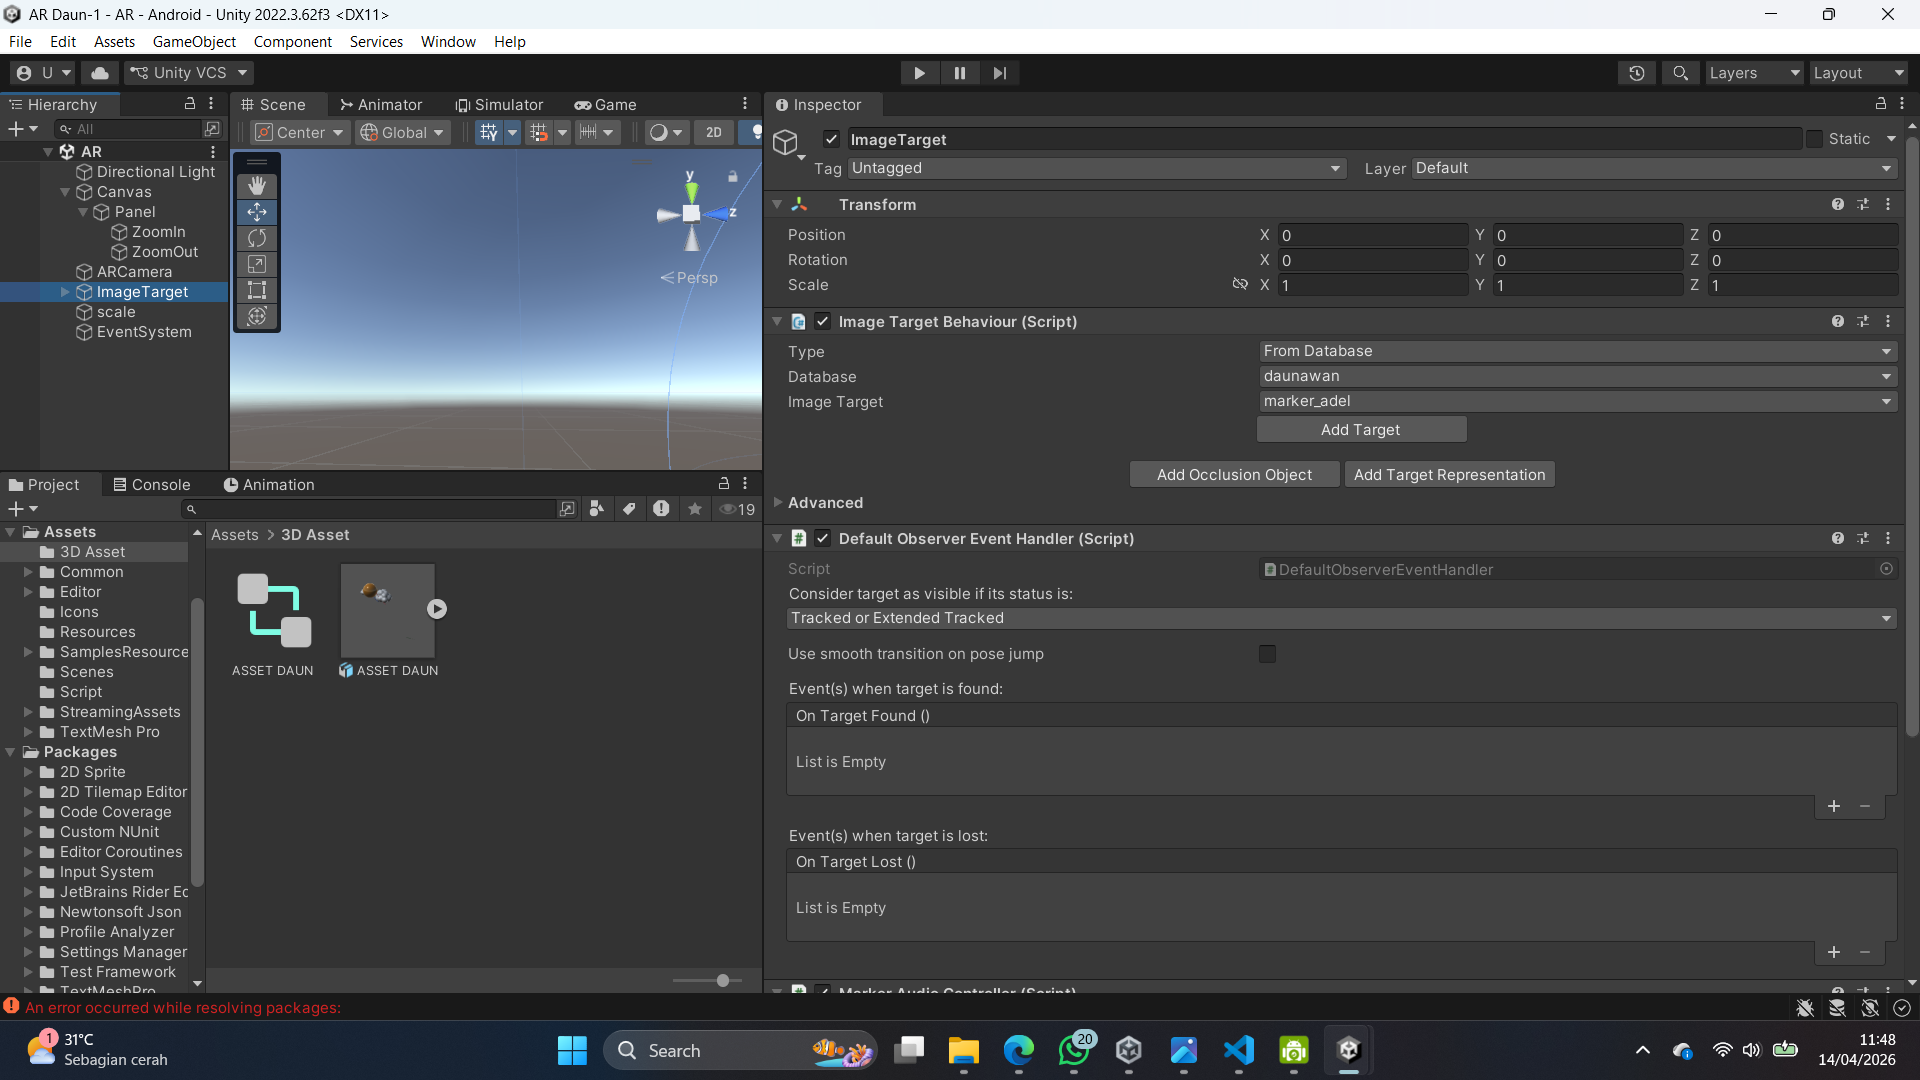 AR Daun-1 - AR - Android - Unity 2022.3.62f3 <DX11>
File Edit Assets GameObject Component Services Window Help
U Unity VCS Layers Layout
Hierarchy
All
AR
Directional Light
Canvas
Panel
ZoomIn
ZoomOut
ARCamera
ImageTarget
scale
EventSystem
Scene Animator Simulator Game
Center Global 2D
y
z
Persp
Project Console Animation
19
Assets
3D Asset
Common
Editor
Icons
Resources
SamplesResource
Scenes
Script
StreamingAssets
TextMesh Pro
Packages
2D Sprite
2D Tilemap Editor
Code Coverage
Custom NUnit
Editor Coroutines
Input System
JetBrains Rider Ec
Newtonsoft Json
Profile Analyzer
Settings Manager
Test Framework
TextMeshPro
Assets > 3D Asset
ASSET DAUN ASSET DAUN
Inspector
ImageTarget Static
Tag Untagged Layer Default
Transform
Position X 0 Y 0 Z 0
Rotation X 0 Y 0 Z 0
Scale X 1 Y 1 Z 1
Image Target Behaviour (Script)
Type From Database
Database daunawan
Image Target marker_adel
Add Target
Add Occlusion Object Add Target Representation
Advanced
Default Observer Event Handler (Script)
Script DefaultObserverEventHandler
Consider target as visible if its status is:
Tracked or Extended Tracked
Use smooth transition on pose jump
Event(s) when target is found:
On Target Found ()
List is Empty
Event(s) when target is lost:
On Target Lost ()
List is Empty
Marker Audio Controller (Script)
An error occurred while resolving packages:
1
31°C
Sebagian cerah
Search
20
11:48
14/04/2026